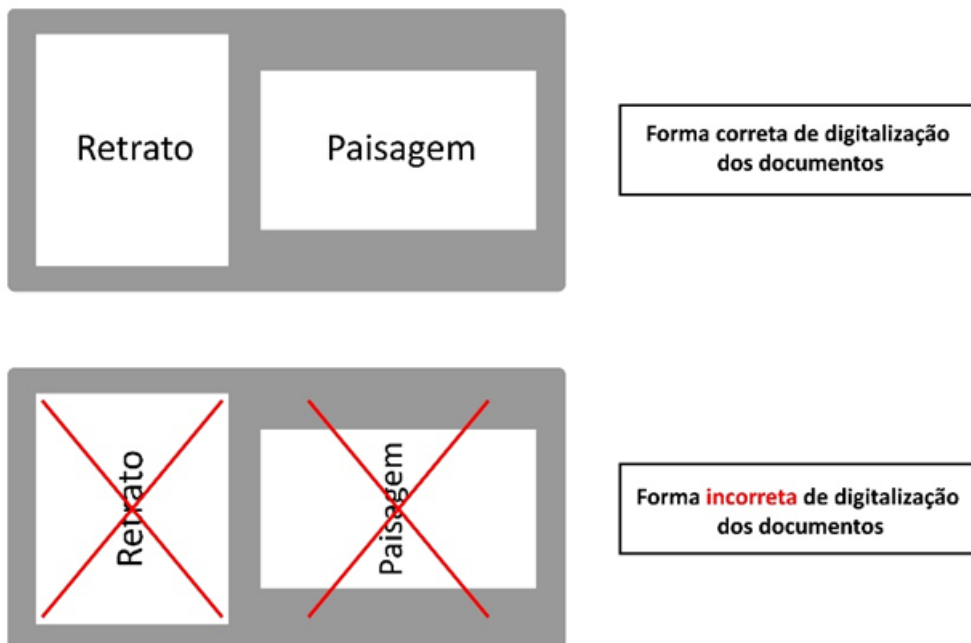 Retrato
Paisagem
Forma correta de digitalização
dos documentos
Retrato
Paisagem
Forma incorreta de digitalização
dos documentos